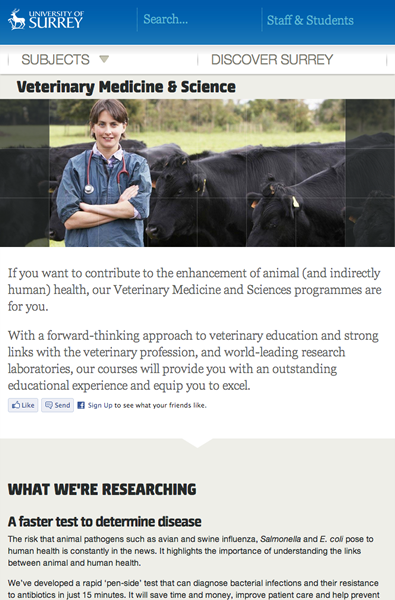 UNIVERSITY OF
SURREY
Search...
Staff & Students
SUBJECTS
DISCOVER SURREY
Veterinary Medicine & Science
If you want to contribute to the enhancement of animal (and indirectly
human) health, our Veterinary Medicine and Sciences programmes are
for you.
With a forward-thinking approach to veterinary education and strong
links with the veterinary profession, and world-leading research
laboratories, our courses will provide you with an outstanding
educational experience and equip you to excel.
Like
Send
Sign Up to see what your friends like.
WHAT WE'RE RESEARCHING
A faster test to determine disease
The risk that animal pathogens such as avian and swine influenza, Salmonella and E. coli pose to
human health is constantly in the news. It highlights the importance of understanding the links
between animal and human health.
We've developed a rapid 'pen-side' test that can diagnose bacterial infections and their resistance
to antibiotics in just 15 minutes. It will save time and money, improve patient care and help prevent